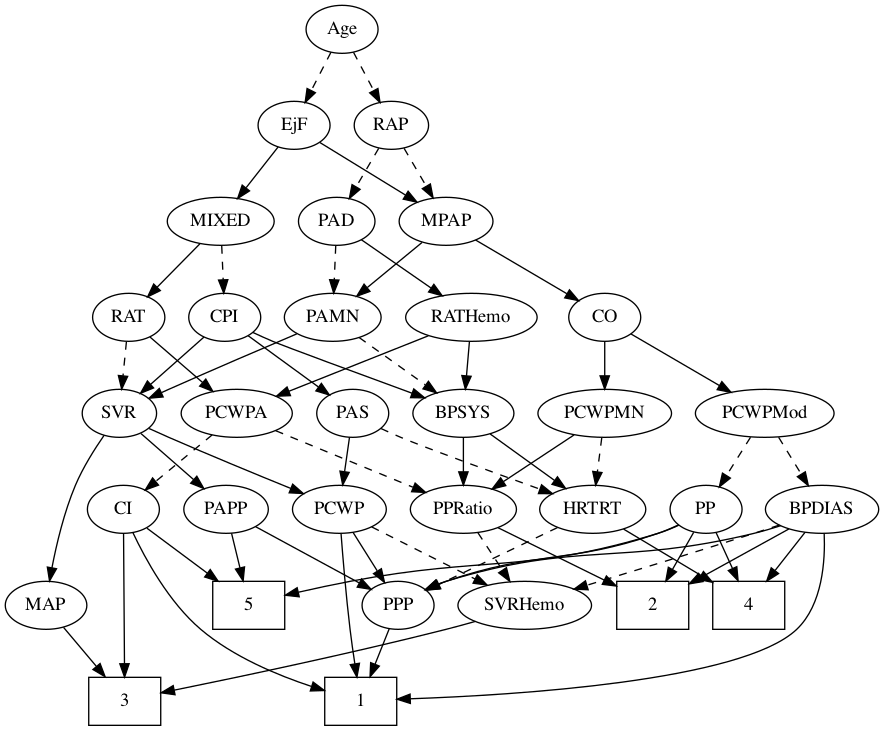 Age
EjF
RAP
MIXED
PAD
MPAP
RAT
CPI
PAMN
RATHemo
CO
SVR
PCWPA
PAS
BPSYS
PCWPMN
PCWPMod
CI
PAPP
PCWP
PPRatio
HRTRT
PP
BPDIAS
MAP
5
PPP
SVRHemo
2
4
3
1